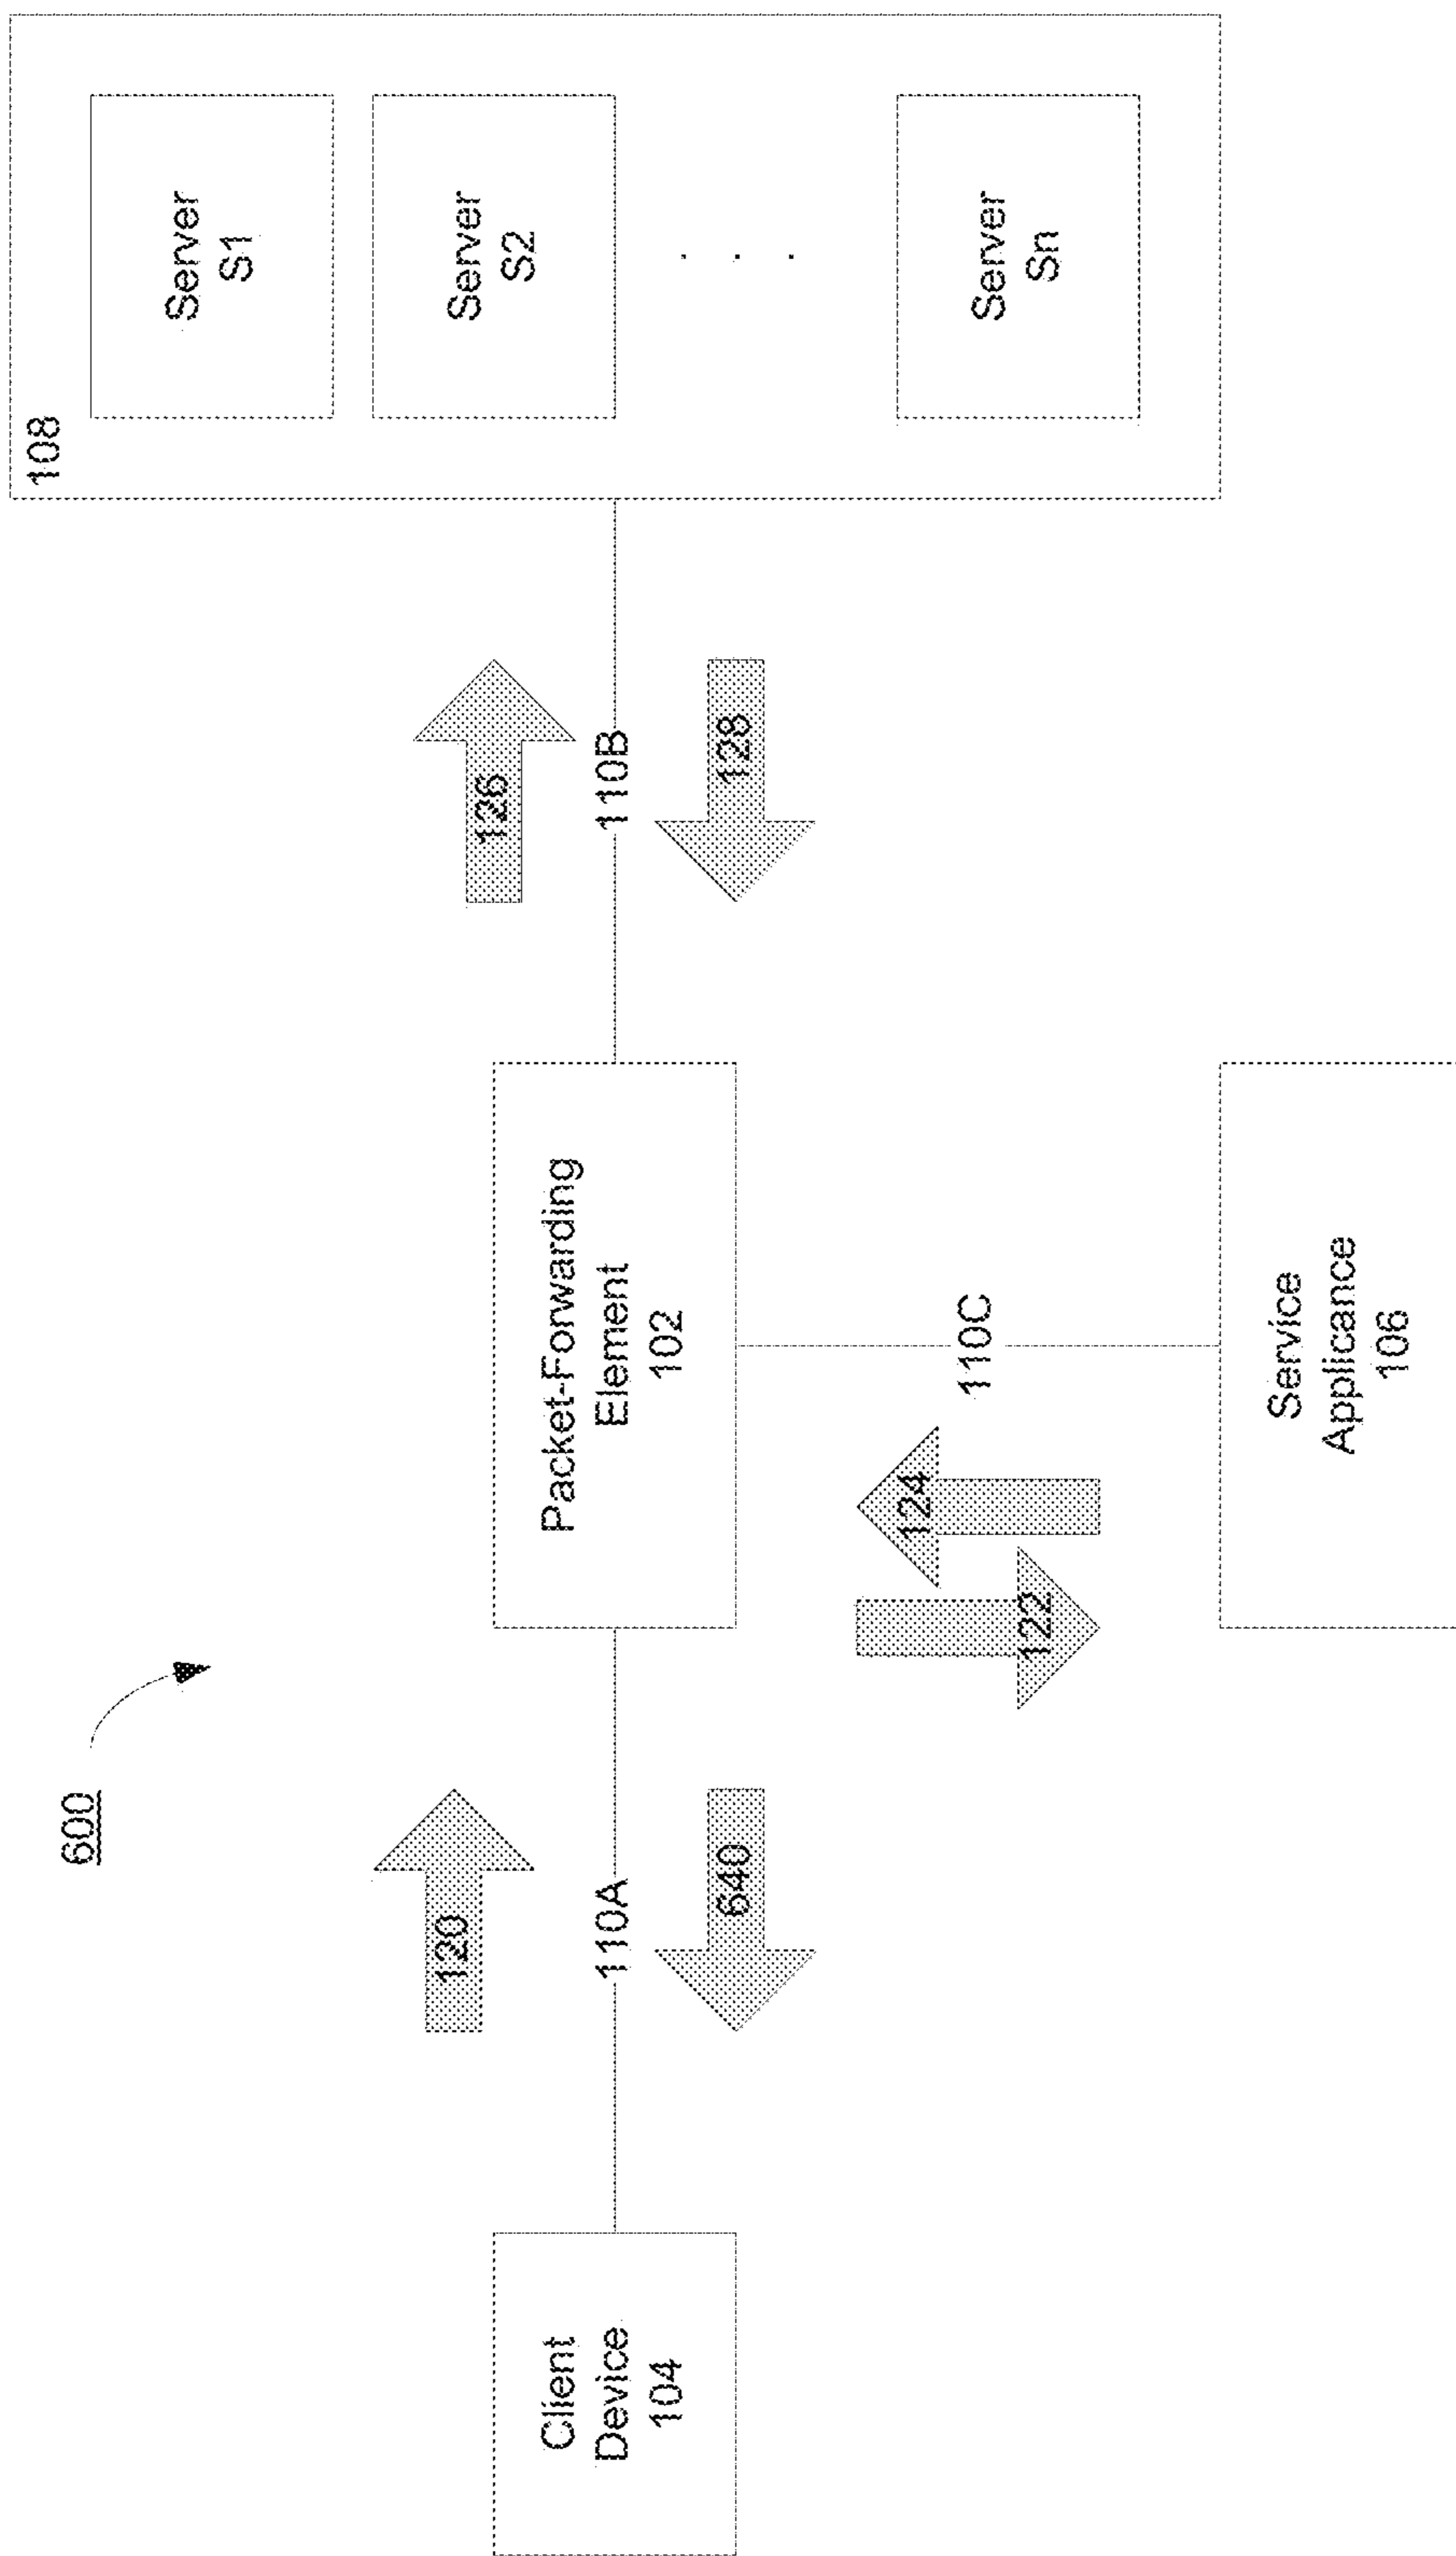 600
Client
Device
104
120
110A
640
Packet-Forwarding
Element
102
122
124
110C
Service
Applicance
106
126
110B
128
108
Server
S1
Server
S2
. . .
Server
Sn